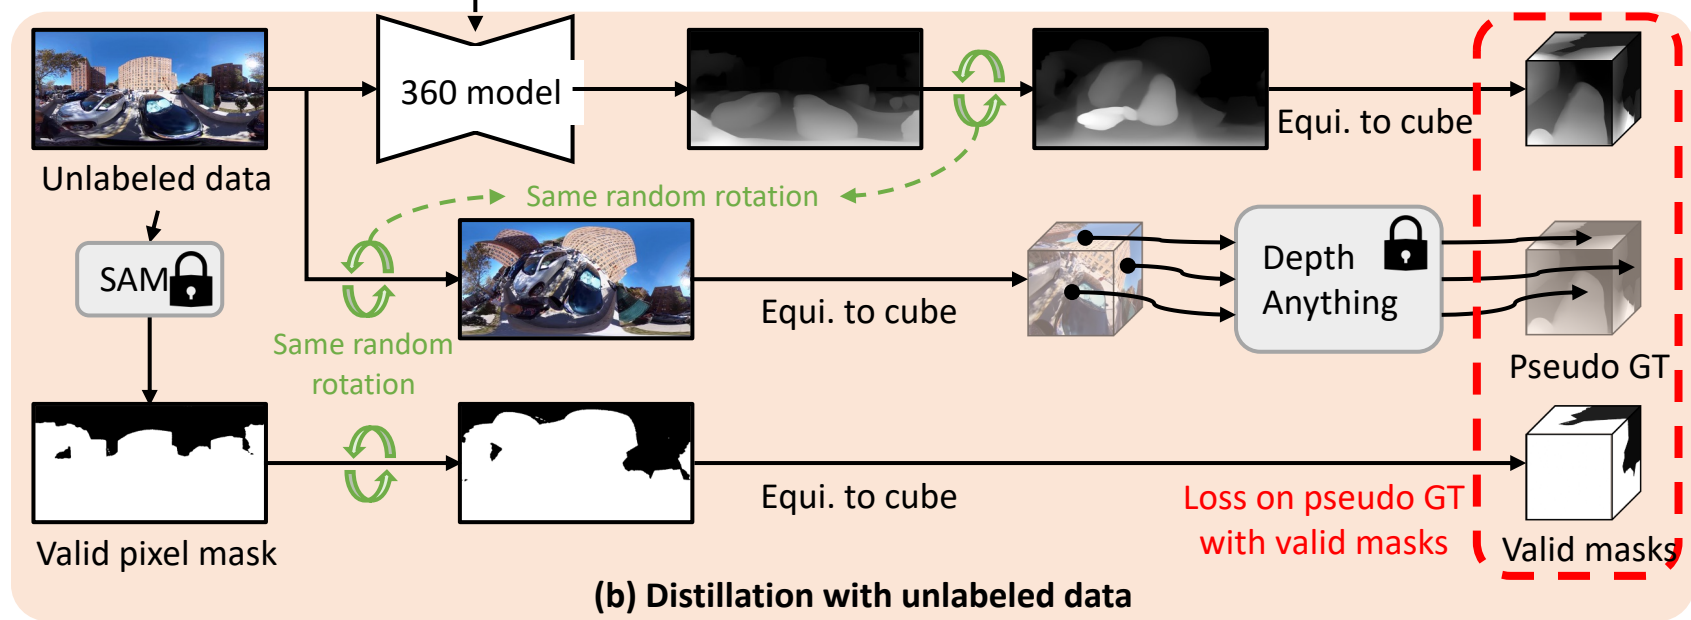 360 model
Equi. to cube
Unlabeled data
Same random rotation
SAM
Depth
Anything
Equi. to cube
Same random
rotation
Pseudo GT
Equi. to cube
Loss on pseudo GT
with valid masks
Valid pixel mask
Valid masks
(b) Distillation with unlabeled data